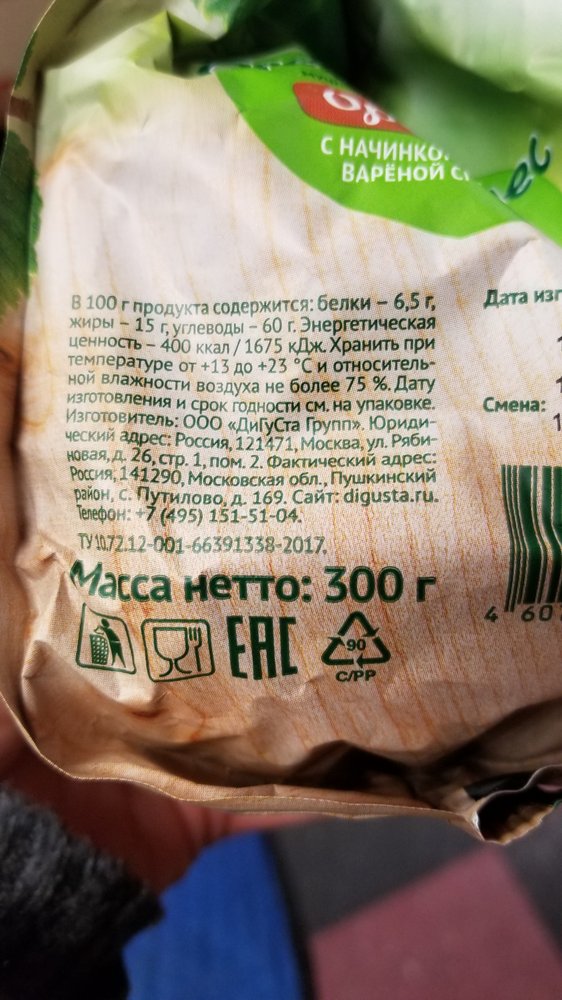 С НАЧИНКО
ВАРЁНОЙ
В 100 г продукта содержится: белки – 6,5 г,
жиры – 15 г, углеводы – 60 г. Энергетическая
ценность – 400 ккал / 1675 кДж. Хранить при
температуре от +13 до +23 °С и относитель-
ной влажности воздуха не более 75 %. Дату
изготовления и срок годности см. на упаковке.
Изготовитель: ООО «ДиГуСта Групп». Юриди-
ческий адрес: Россия, 121471, Москва, ул. Ряби-
новая, д. 26, стр. 1, пом. 2. Фактический адрес:
Россия, 141290, Московская обл., Пушкинский
район, с. Путилово, д. 169. Сайт: digusta.ru.
Телефон: +7 (495) 151-51-04.
ТУ 10.72.12-001-66391338-2017.
Масса нетто: 300 г
EAC
90
C/PP
Дата изг
Смена:
4 60